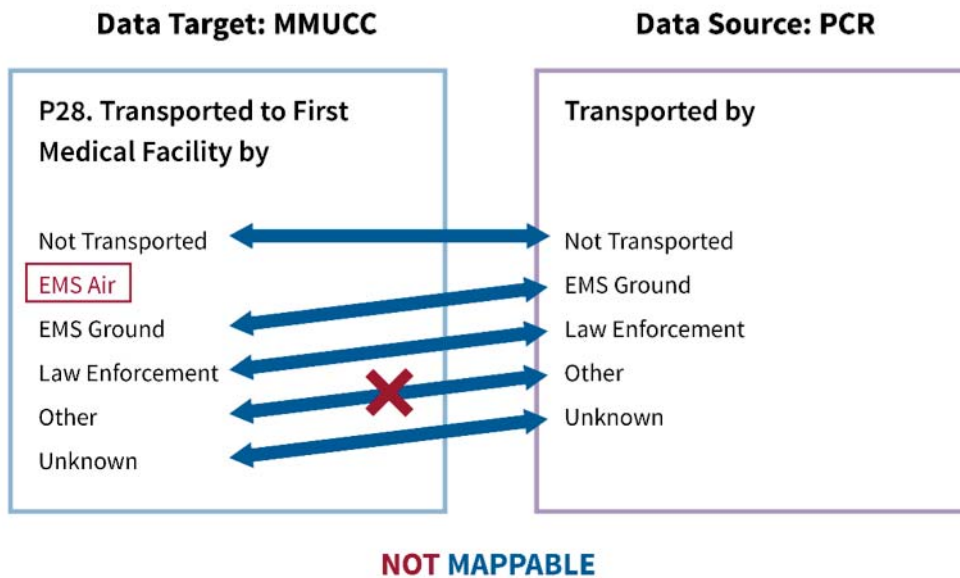 Data Target: MMUCC
Data Source: PCR
P28. Transported to First
Medical Facility by
Not Transported
EMS Air
EMS Ground
Law Enforcement
Other
Unknown
Transported by
Not Transported
EMS Ground
Law Enforcement
Other
Unknown
NOT MAPPABLE